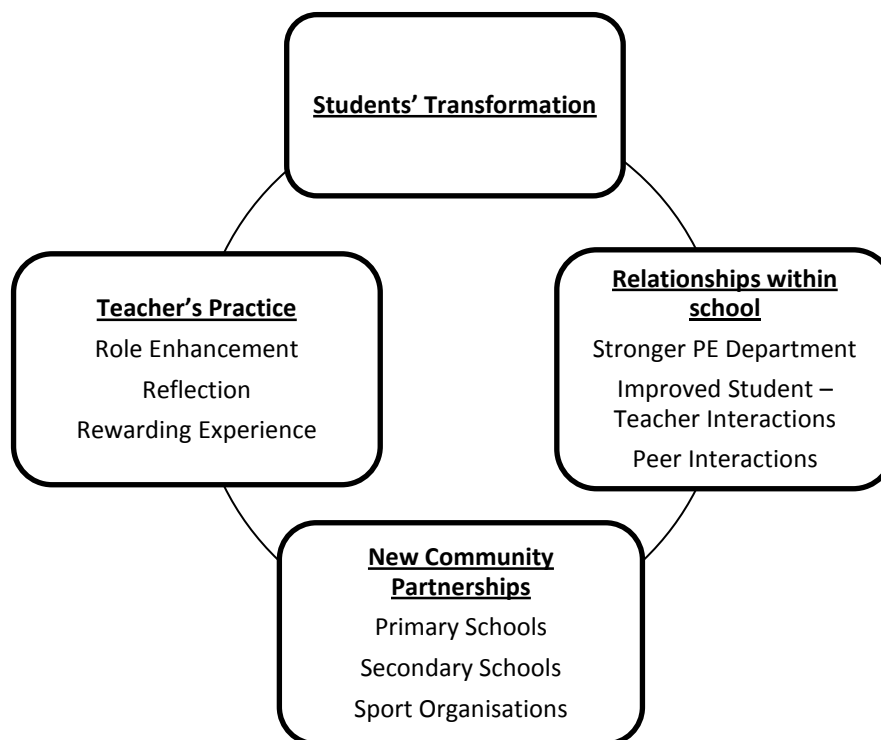 Students’ Transformation
Teacher’s Practice
Role Enhancement
Reflection
Rewarding Experience
Relationships within
school
Stronger PE Department
Improved Student –
Teacher Interactions
Peer Interactions
New Community
Partnerships
Primary Schools
Secondary Schools
Sport Organisations